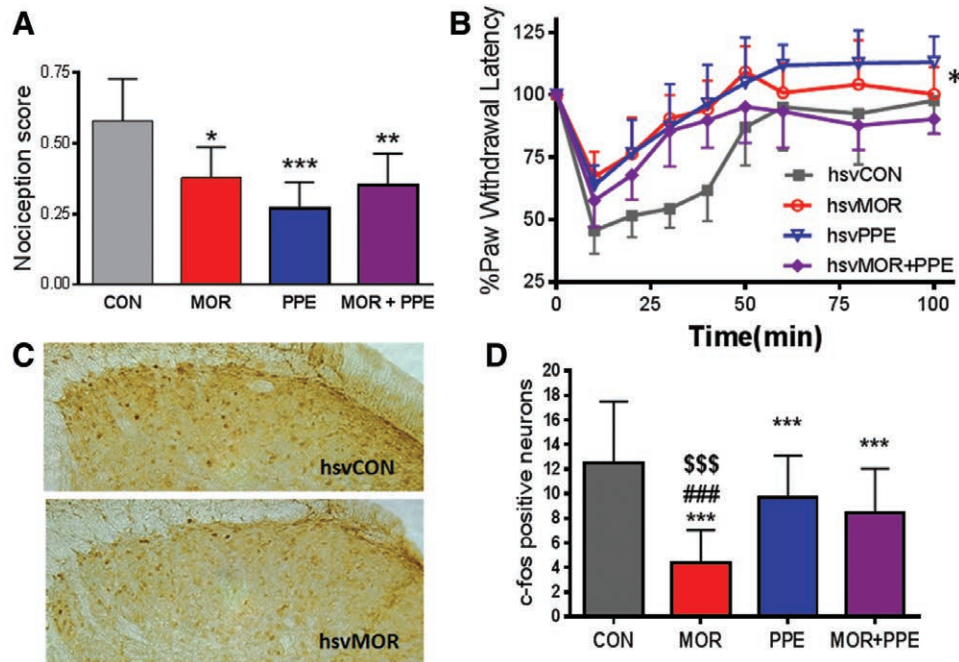 A
Nociception score
0.75
0.50
0.25
0.00
*
***
**
CON MOR PPE MOR + PPE
B
%Paw Withdrawal Latency
125
100
75
50
25
*
hsvCON
hsvMOR
hsvPPE
hsvMOR+PPE
0 25 50 75 100
Time(min)
C
hsvCON
hsvMOR
D
c-fos positive neurons
20
18
16
14
12
10
8
6
4
2
0
$$$
###
***
***
***
CON MOR PPE MOR+PPE